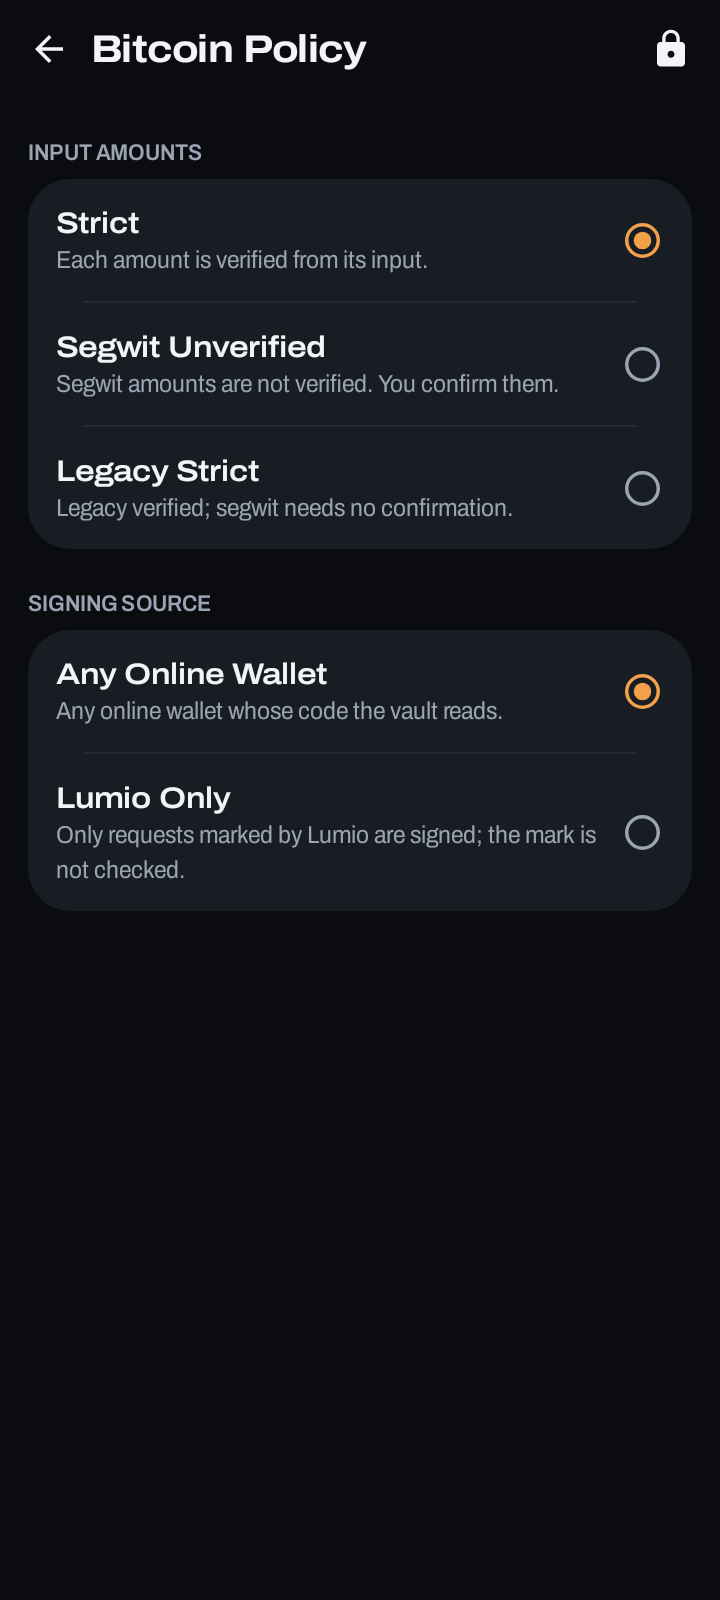 Bitcoin Policy
INPUT AMOUNTS
Strict
Each amount is verified from its input.
Segwit Unverified
Segwit amounts are not verified. You confirm them.
Legacy Strict
Legacy verified; segwit needs no confirmation.
SIGNING SOURCE
Any Online Wallet
Any online wallet whose code the vault reads.
Lumio Only
Only requests marked by Lumio are signed; the mark is
not checked.